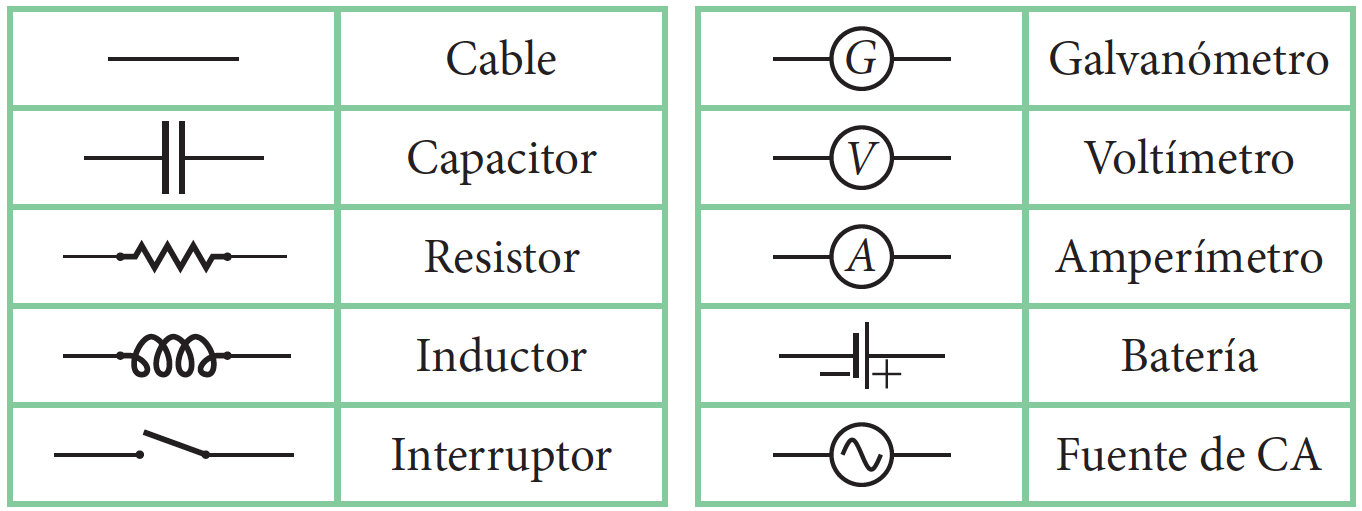 Cable
Capacitor
Resistor
Inductor
Interruptor
G Galvanómetro
V Voltímetro
A Amperímetro
− + Batería
Fuente de CA